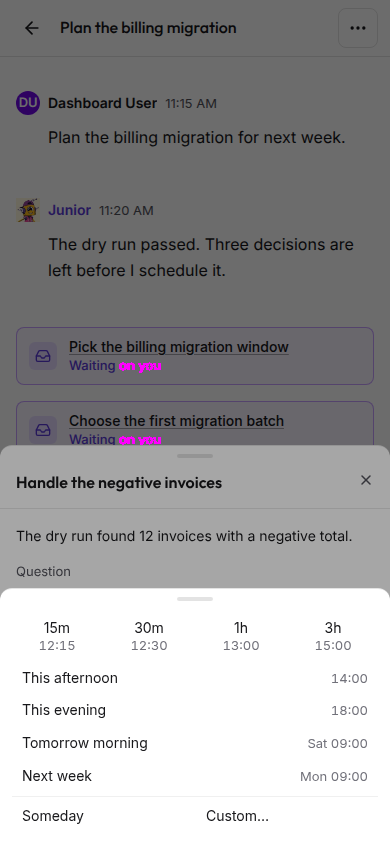 Plan the billing migration
DU Dashboard User 11:15 AM
Plan the billing migration for next week.
Junior 11:20 AM
The dry run passed. Three decisions are
left before I schedule it.
Pick the billing migration window
Waiting on you
Choose the first migration batch
Waiting on you
Handle the negative invoices
The dry run found 12 invoices with a negative total.
Question
15m 30m 1h 3h
12:15 12:30 13:00 15:00
This afternoon 14:00
This evening 18:00
Tomorrow morning Sat 09:00
Next week Mon 09:00
Someday Custom...